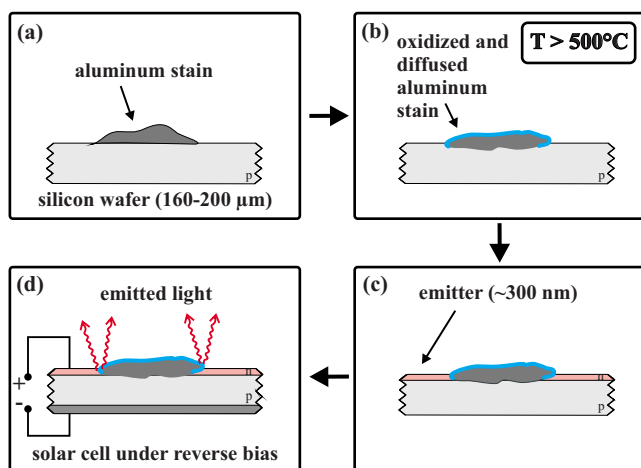 (a)
aluminum stain
p
silicon wafer (160-200 µm)
(b)
T > 500°C
oxidized and
diffused
aluminum
stain
p
(d)
emitted light
+
-
n
p
solar cell under reverse bias
(c)
emitter (~300 nm)
n
p